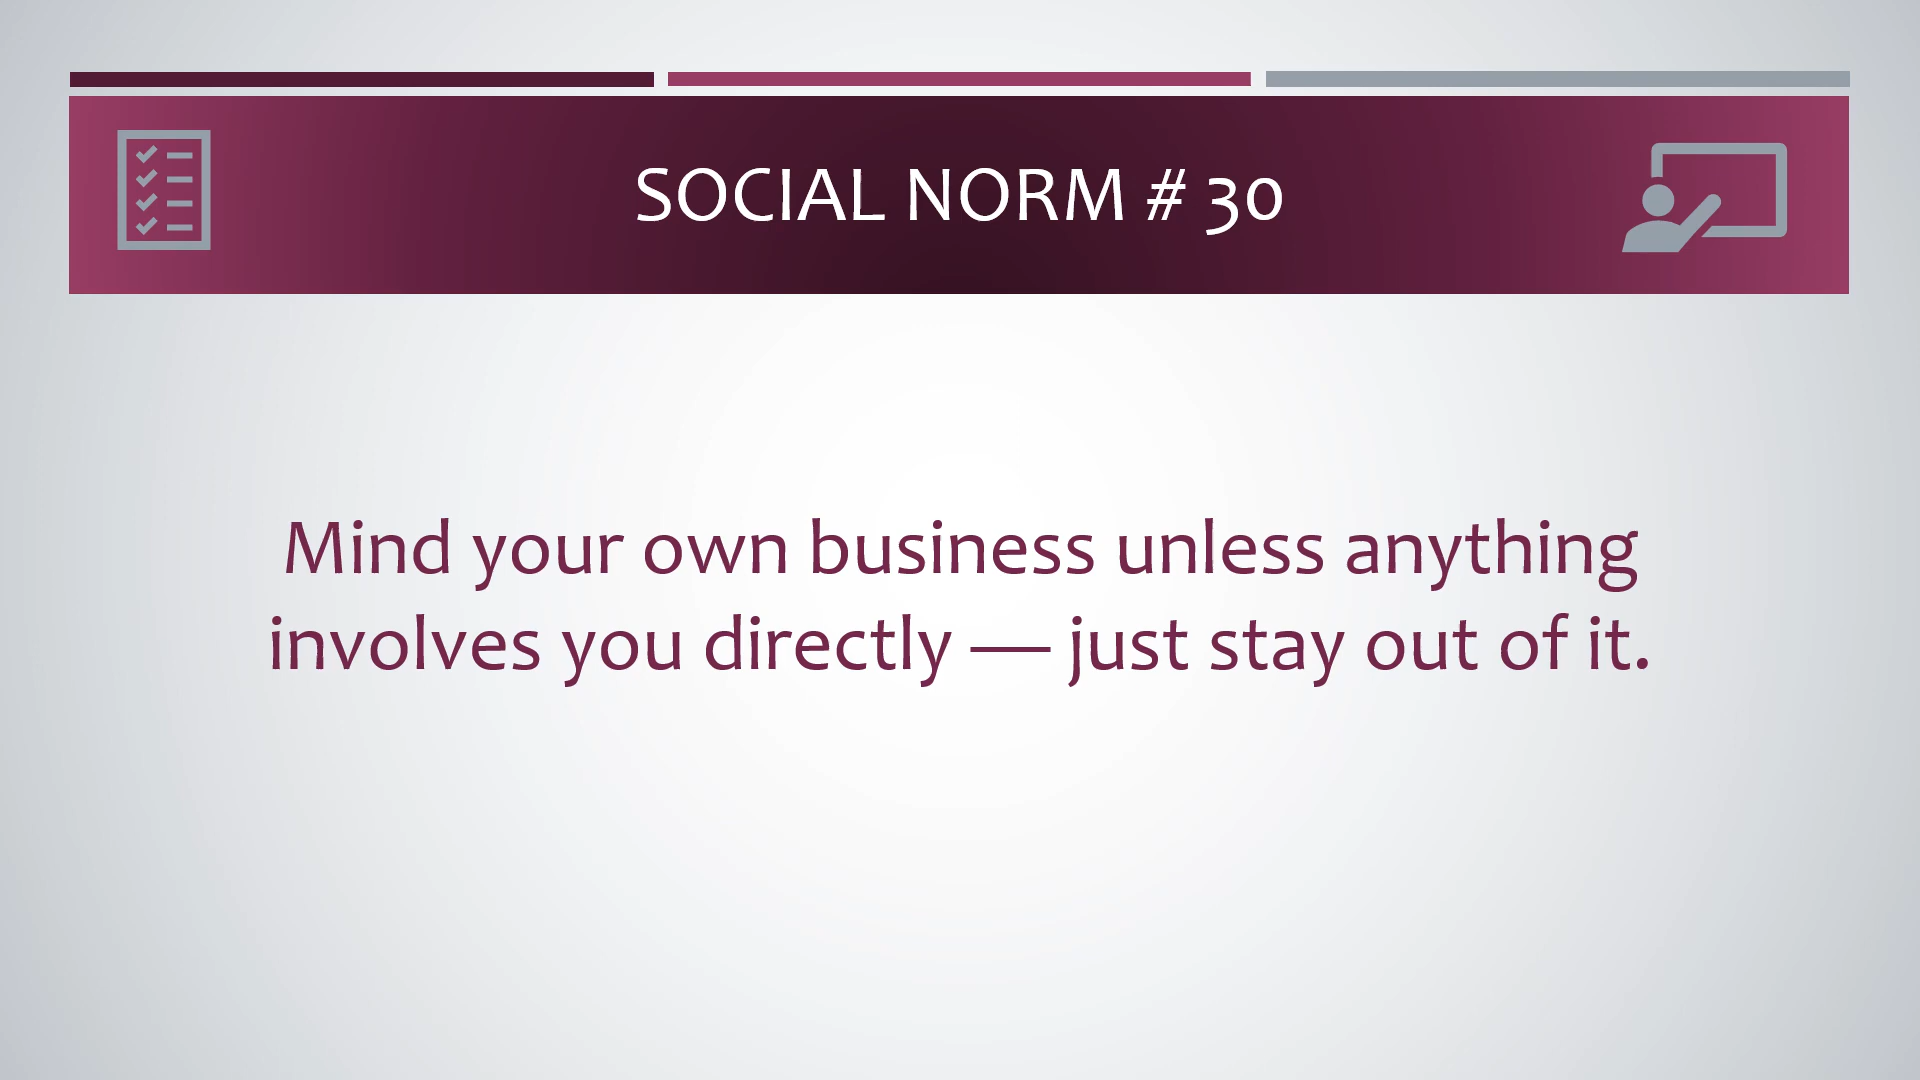 SOCIAL NORM # 30
Mind your own business unless anything
involves you directly — just stay out of it.